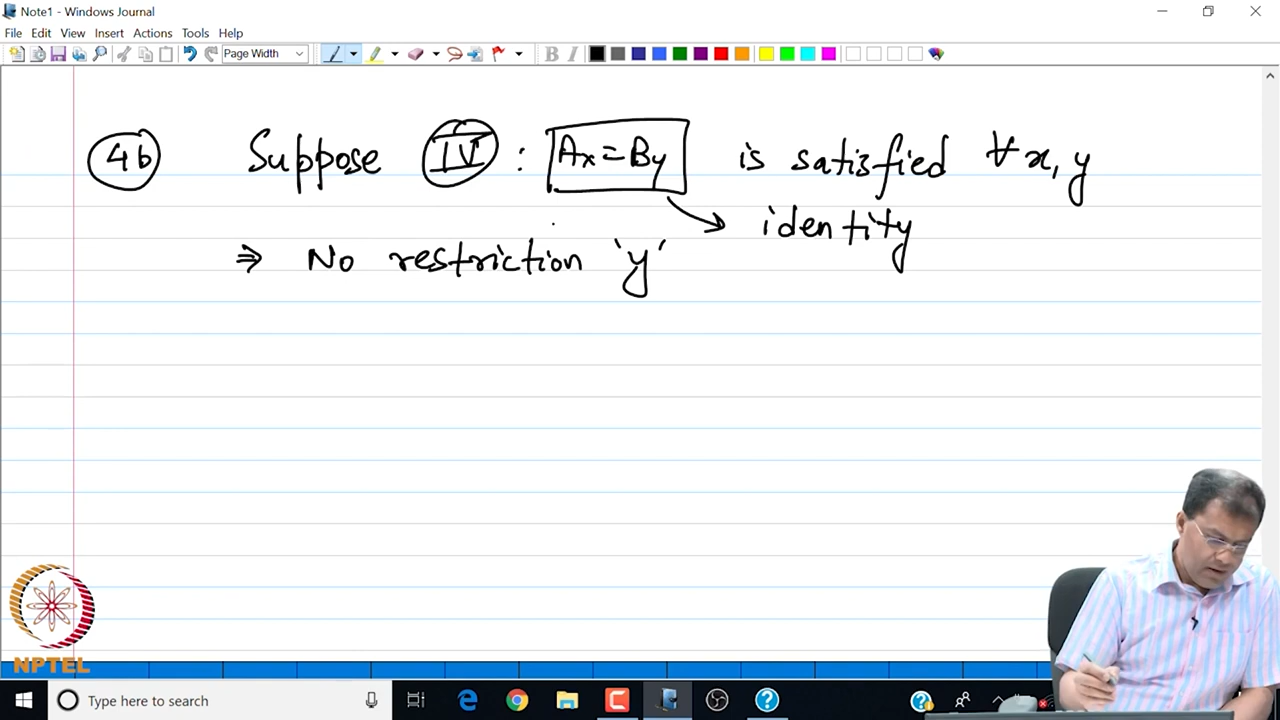 Note1 - Windows Journal
File Edit View Insert Actions Tools Help
Page Width B I
4b Suppose IV : Ax = By is satisfied ∀ x, y
identity
⇒ No restriction 'y'
NPTEL
Type here to search